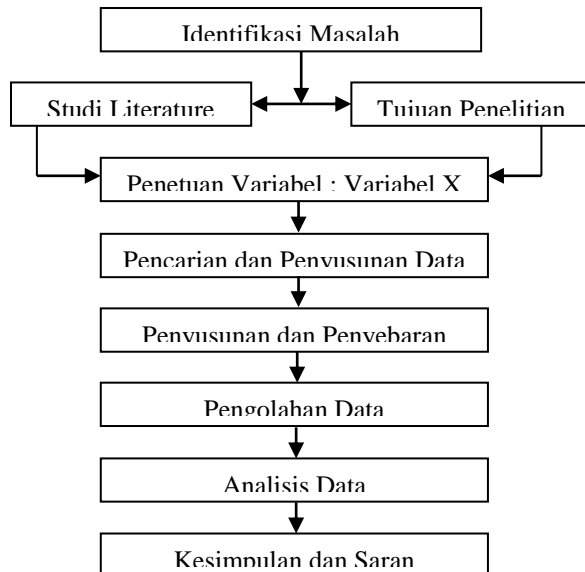 Identifikasi Masalah
Studi Literature
Tujuan Penelitian
Penetuan Variabel : Variabel X
Pencarian dan Penyusunan Data
Penyusunan dan Penyebaran
Pengolahan Data
Analisis Data
Kesimpulan dan Saran